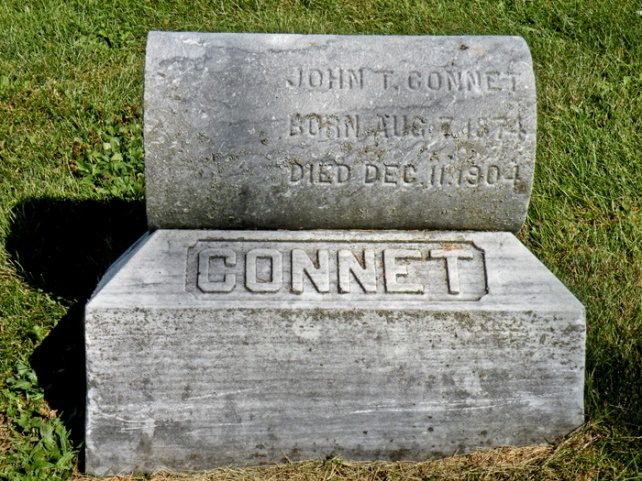 JOHN T. CONNET
BORN AUG. 7, 1874
DIED DEC. 11, 1904
CONNET